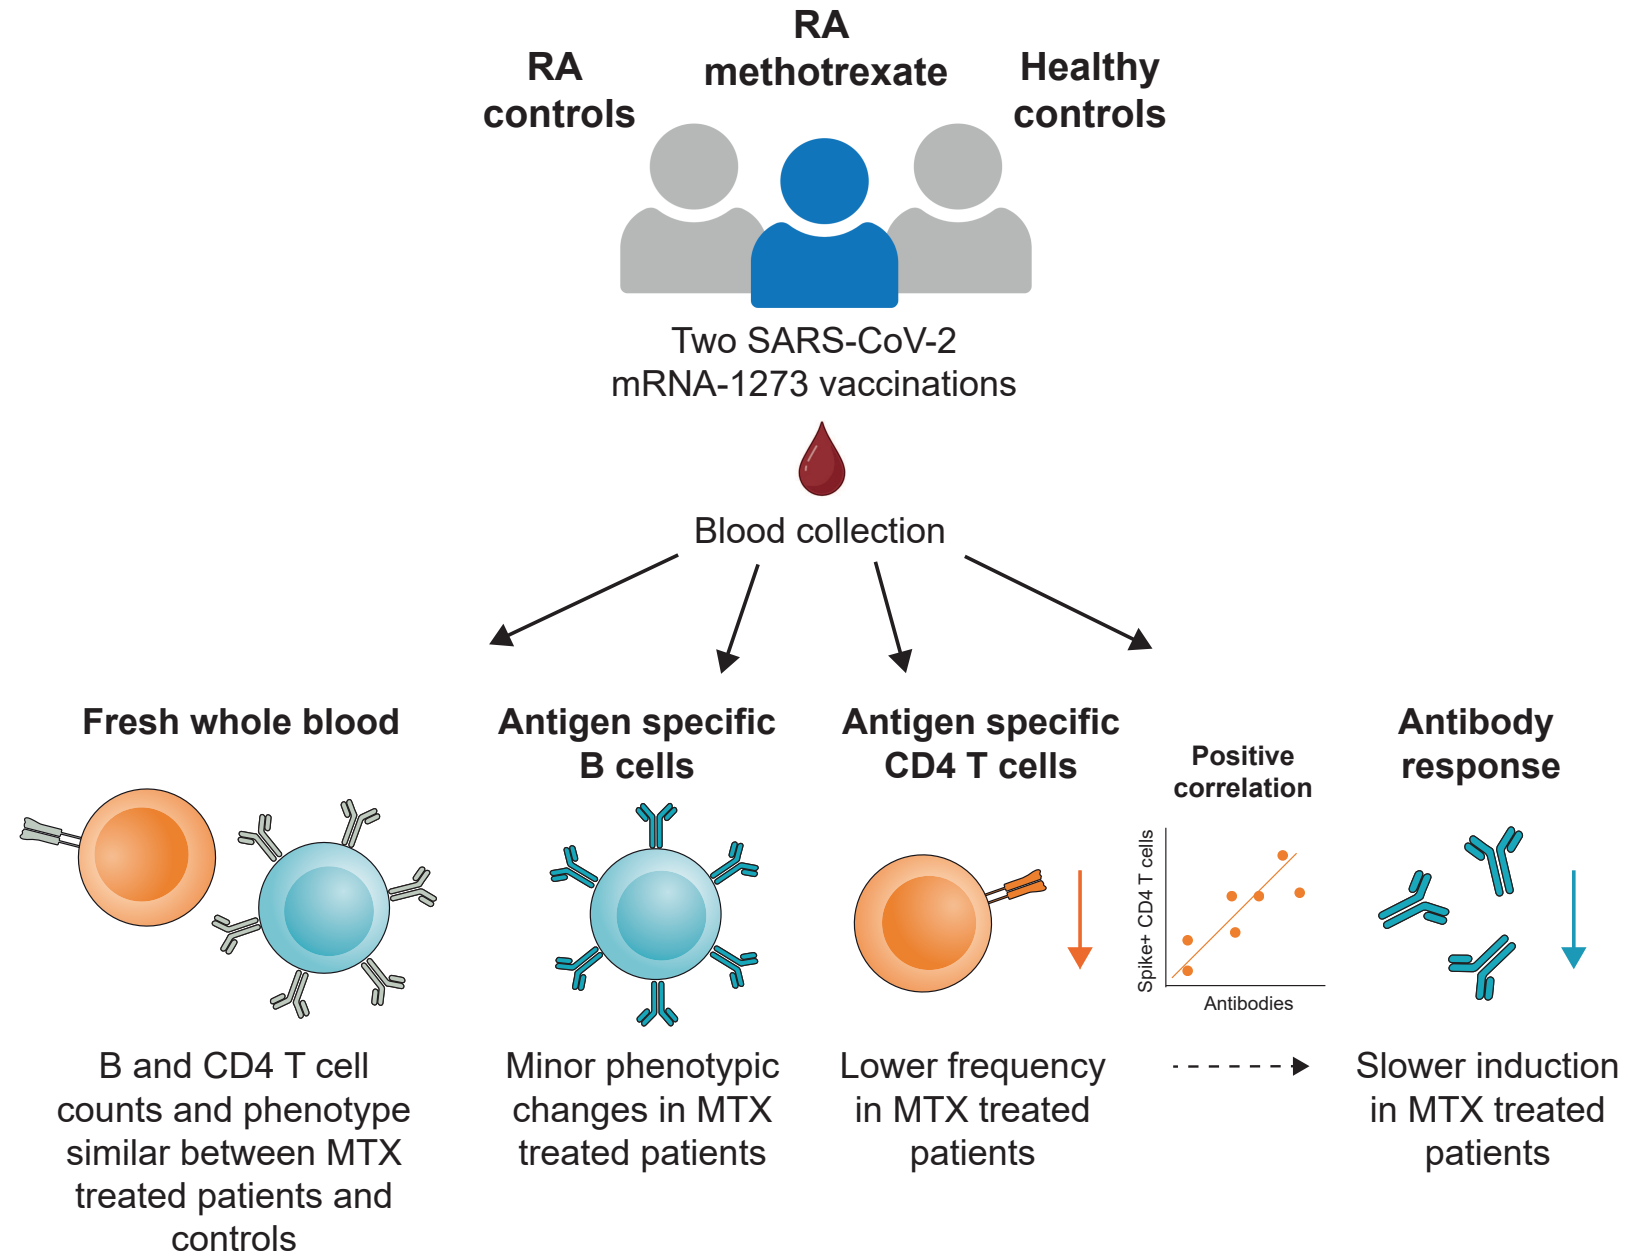 RA
controls
RA
methotrexate
Healthy
controls
Two SARS-CoV-2
mRNA-1273 vaccinations
Blood collection
Fresh whole blood
B and CD4 T cell
counts and phenotype
similar between MTX
treated patients and
controls
Antigen specific
B cells
Minor phenotypic
changes in MTX
treated patients
Antigen specific
CD4 T cells
Lower frequency
in MTX treated
patients
Positive
correlation
Spike+ CD4 T cells
Antibodies
Antibody
response
Slower induction
in MTX treated
patients